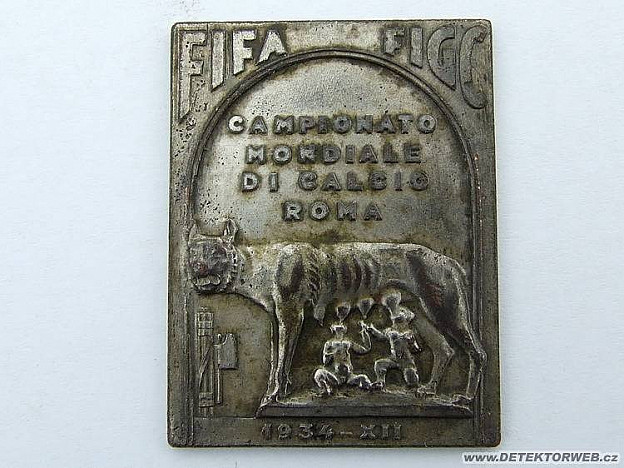 FIFA FIGC
CAMPIONATO
MONDIALE
DI CALCIO
ROMA
1934-XII
www.DETEKTORWEB.cz